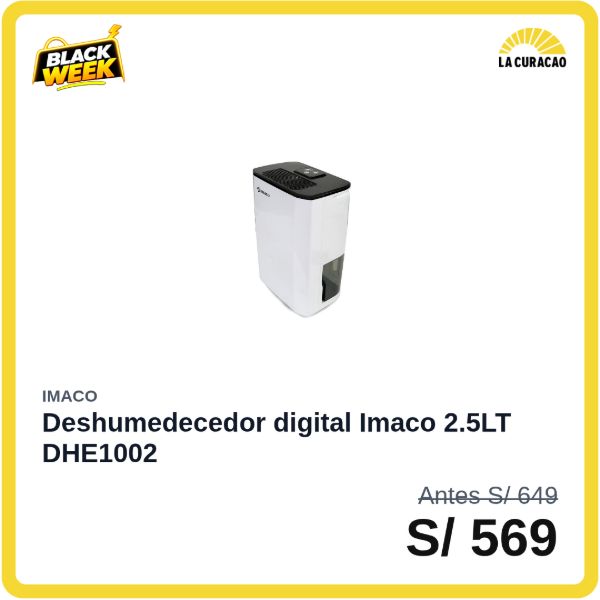 BLACK
WEEK
LA CURACAO
IMACO
Deshumedecedor digital Imaco 2.5LT
DHE1002
Antes S/ 649
S/ 569